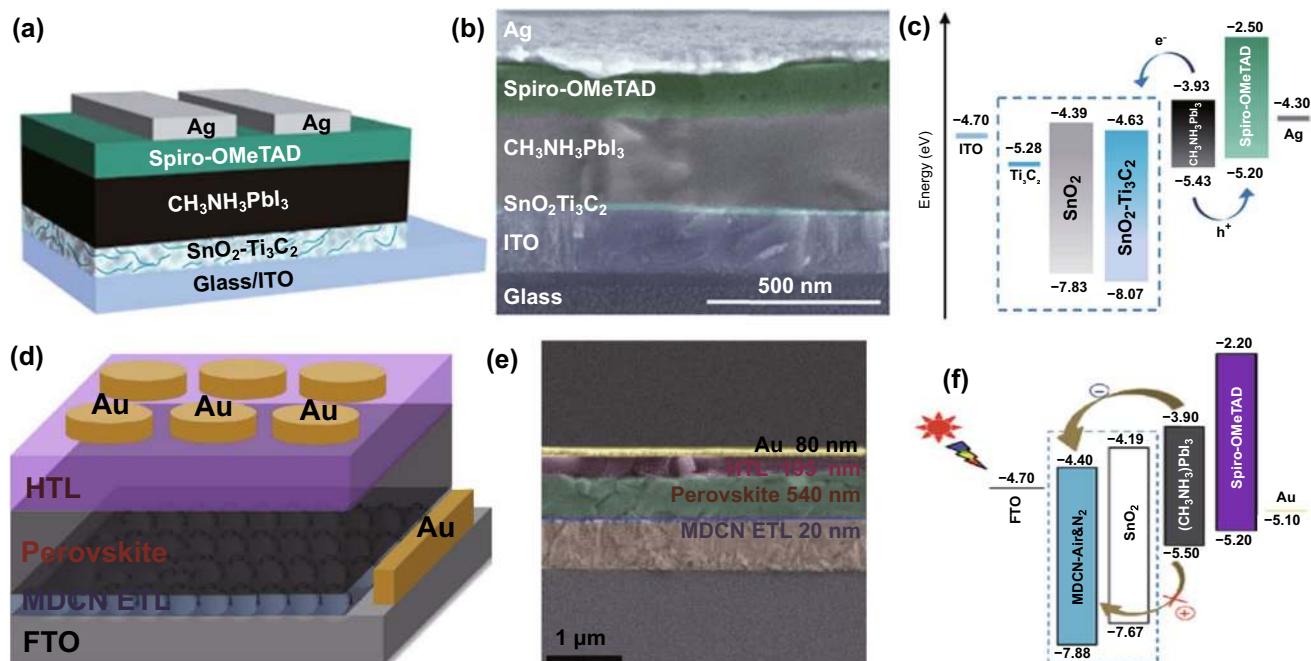 (a)
Ag
Ag
Spiro-OMeTAD
CH₃NH₃PbI₃
SnO₂-Ti₃C₂
Glass/ITO
(b)
Ag
Spiro-OMeTAD
CH₃NH₃PbI₃
SnO₂Ti₃C₂
ITO
Glass
500 nm
(c)
Energy (eV)
−4.70
ITO
−5.28
Ti₃C₂
−4.39
SnO₂
−7.83
−4.63
SnO₂-Ti₃C₂
−8.07
e⁻
−3.93
CH₃NH₃PbI₃
−5.43
h⁺
−2.50
Spiro-OMeTAD
−5.20
−4.30
Ag
(d)
Au
Au
Au
HTL
Au
Perovskite
MDCN ETL
FTO
(e)
Au 80 nm
HTL 195 nm
Perovskite 540 nm
MDCN ETL 20 nm
1 μm
(f)
−4.70
FTO
−4.40
MDCN-Air&N₂
−7.88
−4.19
SnO₂
−7.67
−3.90
(CH₃NH₃)PbI₃
−5.50
−2.20
Spiro-OMeTAD
−5.20
Au
−5.10